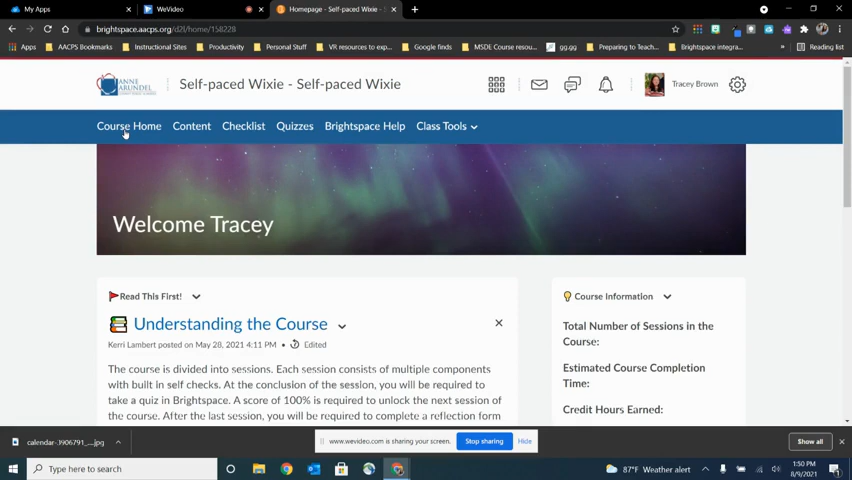 My Apps
WeVideo
Homepage - Self-paced Wixie
brightspace.aacps.org/d2l/home/158228
Apps
AACPS Bookmarks
Instructional Sites
Productivity
Personal Stuff
VR resources to exp...
Google finds
MSDE Course resou...
gg.gg
Preparing to Teach...
Brightspace integra...
»
Reading list
ANNE
ARUNDEL
Self-paced Wixie - Self-paced Wixie
Tracey Brown
Course Home
Content
Checklist
Quizzes
Brightspace Help
Class Tools
Welcome Tracey
Read This First!
Understanding the Course
Kerri Lambert posted on May 28, 2021 4:11 PM • Edited
The course is divided into sessions. Each session consists of multiple components
with built in self checks. At the conclusion of the session, you will be required to
take a quiz in Brightspace. A score of 100% is required to unlock the next session of
the course. After the last session, you will be required to complete a reflection form
Course Information
Total Number of Sessions in the
Course:
Estimated Course Completion
Time:
Credit Hours Earned:
calendar-3906791_...jpg
www.wevideo.com is sharing your screen.
Stop sharing
Hide
Show all
Type here to search
87°F Weather alert
1:50 PM
8/9/2021